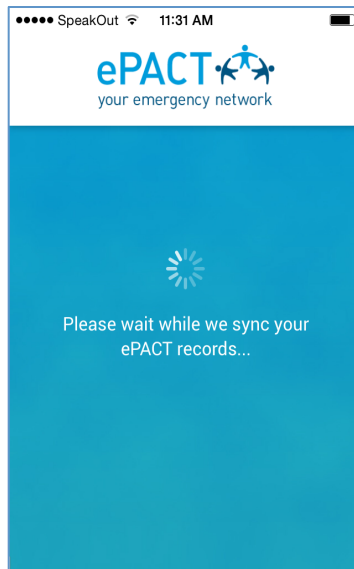 SpeakOut 11:31 AM
ePACT
your emergency network
Please wait while we sync your
ePACT records...